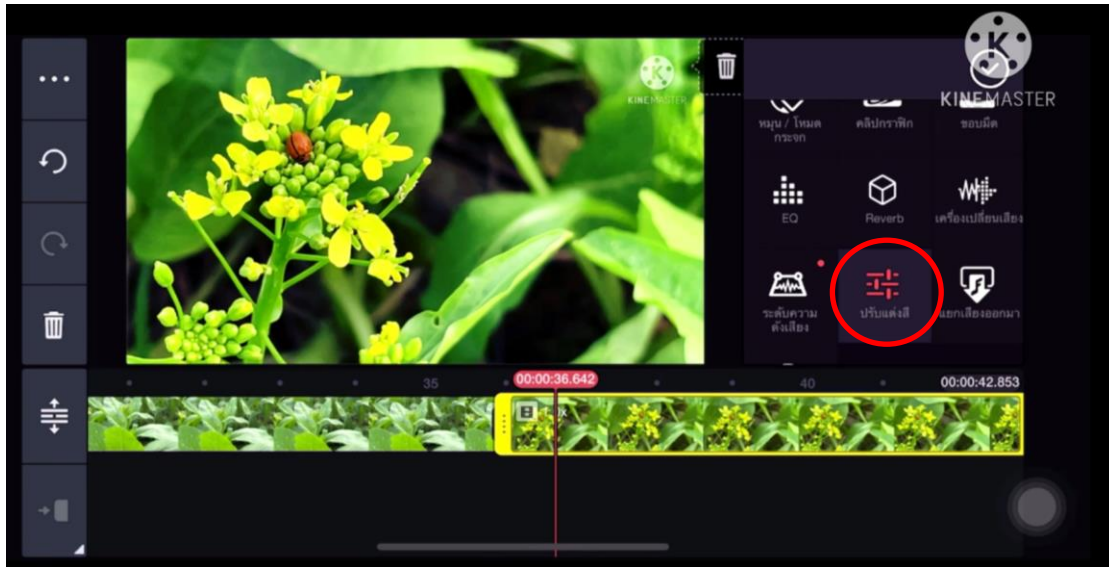 KINEMASTER
KINEMASTER
หมุน / โหมด
กระจก
คลิปกราฟิก
ขอบมืด
EQ
Reverb
เครื่องเปลี่ยนเสียง
ระดับความ
ดังเสียง
ปรับแต่งสี
แยกเสียงออกมา
35
00:00:36.642
40
00:00:42.853